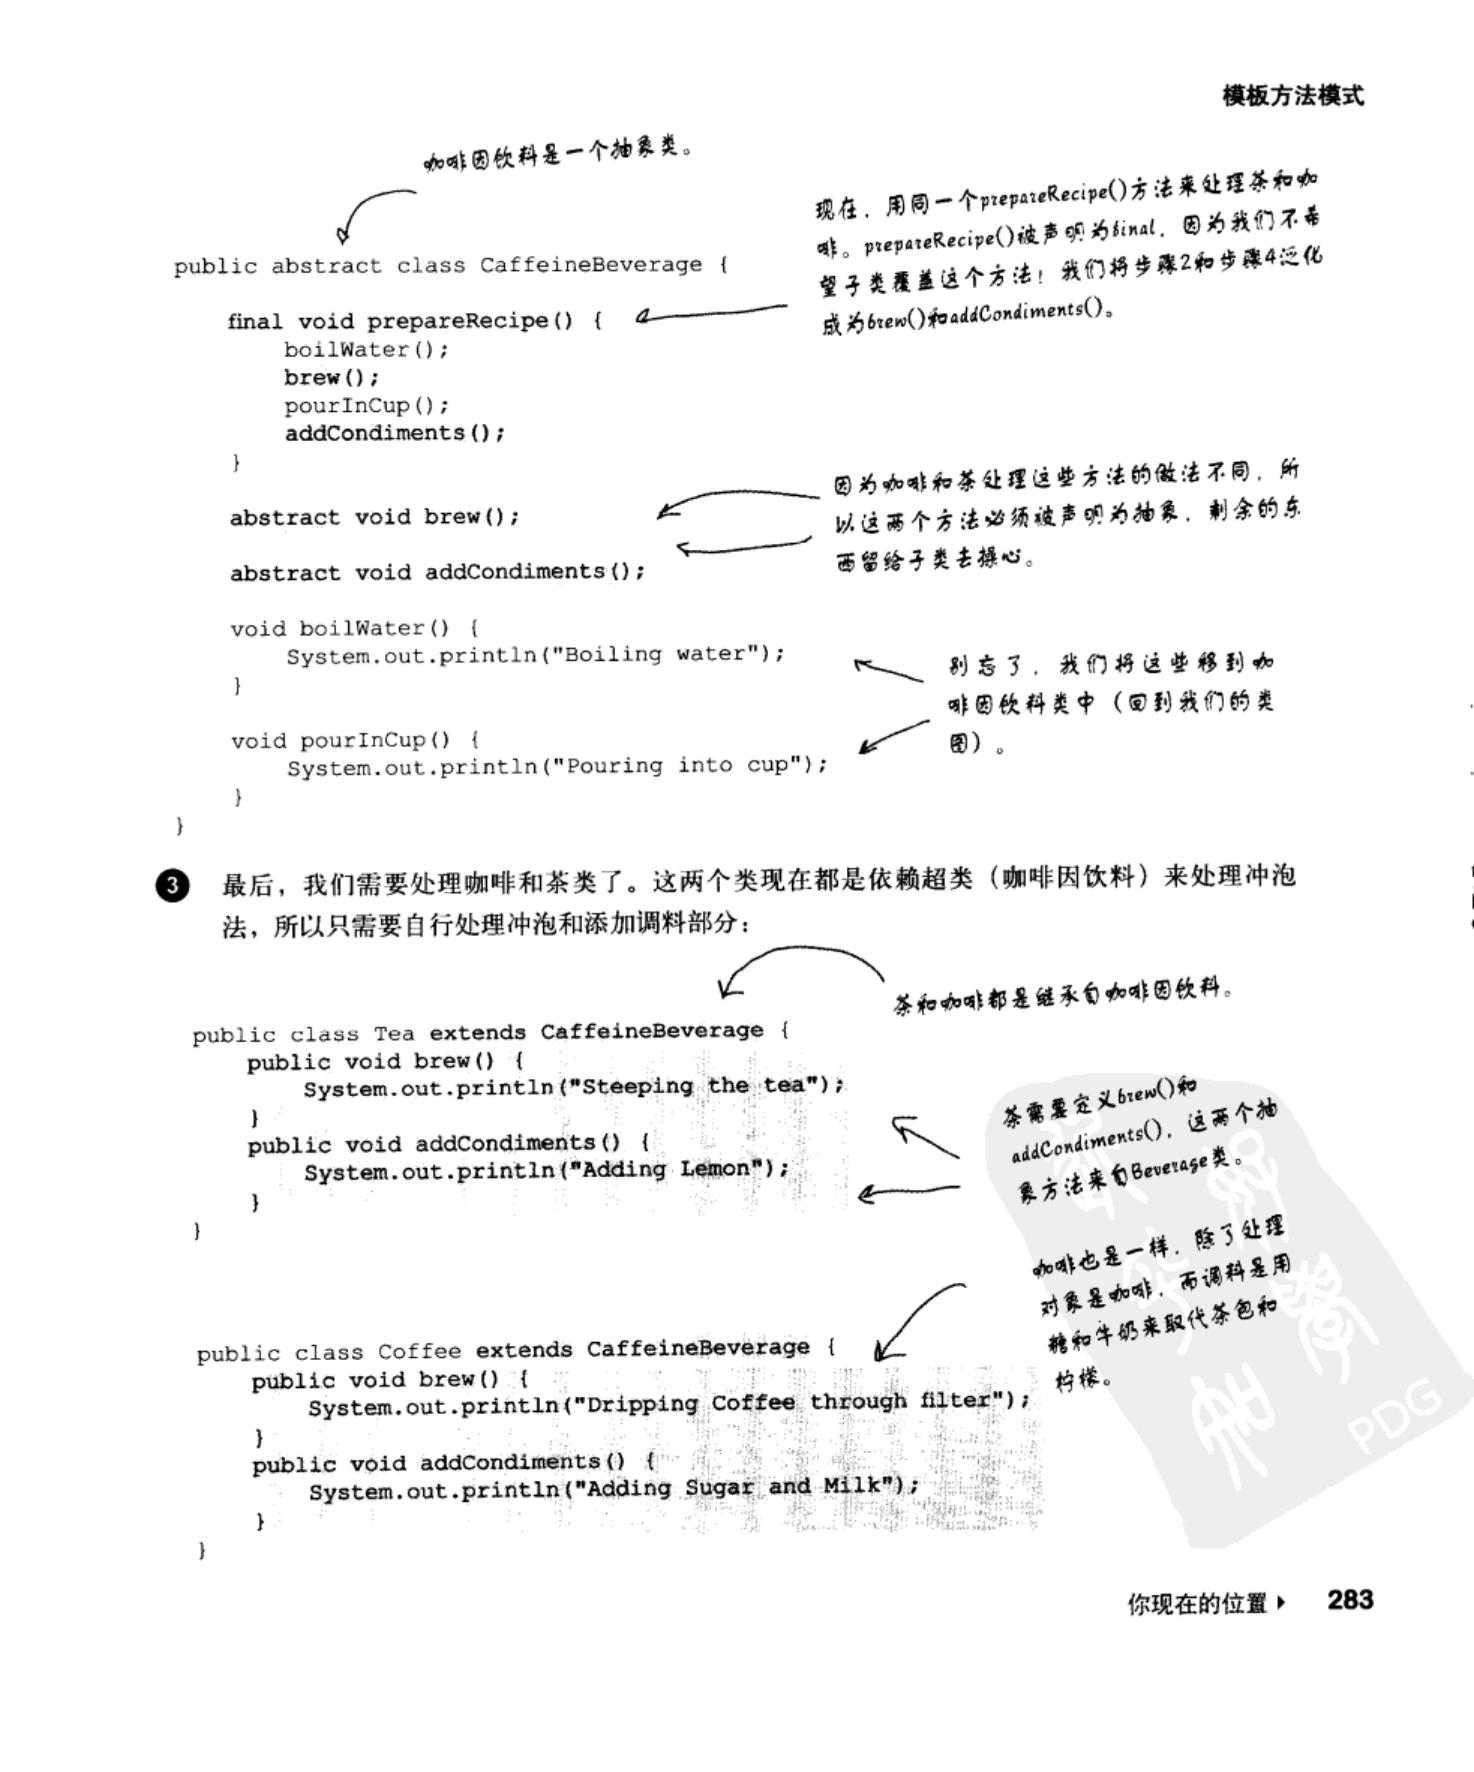 模板方法模式
咖啡因饮料是一个抽象类。
现在，用同一个prepareRecipe()方法来处理茶和咖
啡。prepareRecipe()被声明为final，因为我们不希
望子类覆盖这个方法！我们将步骤2和步骤4泛化
成为brew()和addCondiments()。
public abstract class CaffeineBeverage {
final void prepareRecipe() {
boilWater();
brew();
pourInCup();
addCondiments();
}
因为咖啡和茶处理这些方法的做法不同，所
以这两个方法必须被声明为抽象，剩余的东
西留给子类去操心。
abstract void brew();
abstract void addCondiments();
void boilWater() {
System.out.println("Boiling water");
}
别忘了，我们将这些移到咖
啡因饮料类中（回到我们的类
图）。
void pourInCup() {
System.out.println("Pouring into cup");
}
}
3 最后，我们需要处理咖啡和茶类了。这两个类现在都是依赖超类（咖啡因饮料）来处理冲泡
法，所以只需要自行处理冲泡和添加调料部分：
茶和咖啡都是继承自咖啡因饮料。
public class Tea extends CaffeineBeverage {
public void brew() {
System.out.println("Steeping the tea");
}
public void addCondiments() {
System.out.println("Adding Lemon");
}
}
茶需要定义brew()和
addCondiments()，这两个抽
象方法来自Beverage类。
咖啡也是一样，除了处理
对象是咖啡，而调料是用
糖和牛奶来取代茶包和
柠檬。
public class Coffee extends CaffeineBeverage {
public void brew() {
System.out.println("Dripping Coffee through filter");
}
public void addCondiments() {
System.out.println("Adding Sugar and Milk");
}
}
PDG
你现在的位置 ▸ 283